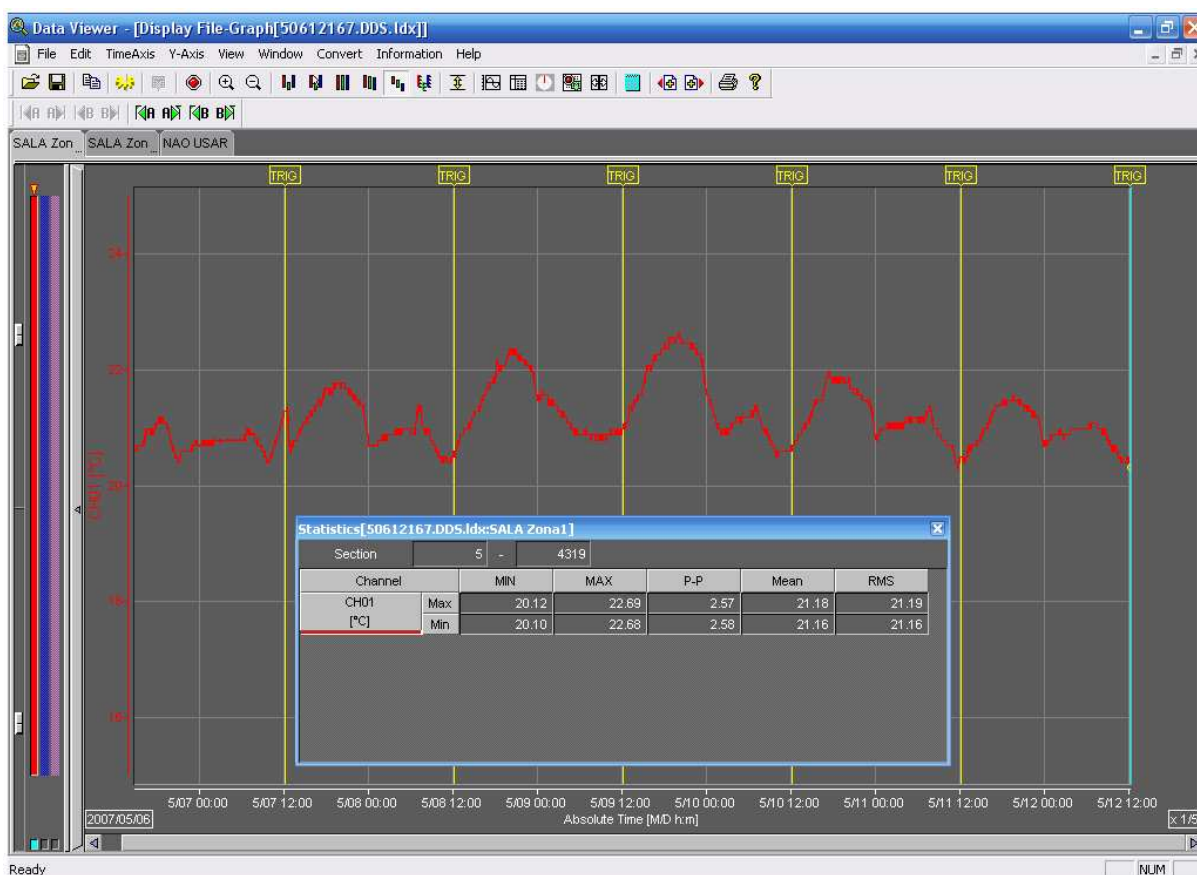 Data Viewer - [Display File-Graph[50612167.DDS.ldx]]
File Edit TimeAxis Y-Axis View Window Convert Information Help
A A B B A A B B
SALA Zon ... SALA Zon ... NAO USAR
TRIG TRIG TRIG TRIG TRIG TRIG
24
22
20
18
16
CH01 [°C]
Statistics[50612167.DDS.ldx:SALA Zona1]
Section 5 - 4319
Channel MIN MAX P-P Mean RMS
CH01 Max 20.12 22.69 2.57 21.18 21.19
[°C] Min 20.10 22.68 2.58 21.16 21.16
5/07 00:00 5/07 12:00 5/08 00:00 5/08 12:00 5/09 00:00 5/09 12:00 5/10 00:00 5/10 12:00 5/11 00:00 5/11 12:00 5/12 00:00 5/12 12:00
2007/05/06 Absolute Time [M/D h:m] x 1/5
Ready NUM